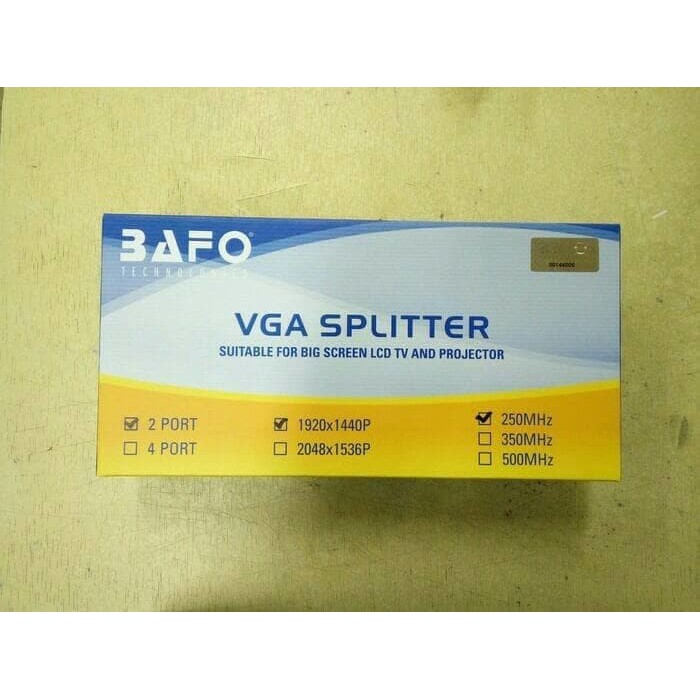 BAFO®
TECHNOLOGIES
VGA SPLITTER
SUITABLE FOR BIG SCREEN LCD TV AND PROJECTOR
2 PORT
4 PORT
1920x1440P
2048x1536P
250MHz
350MHz
500MHz